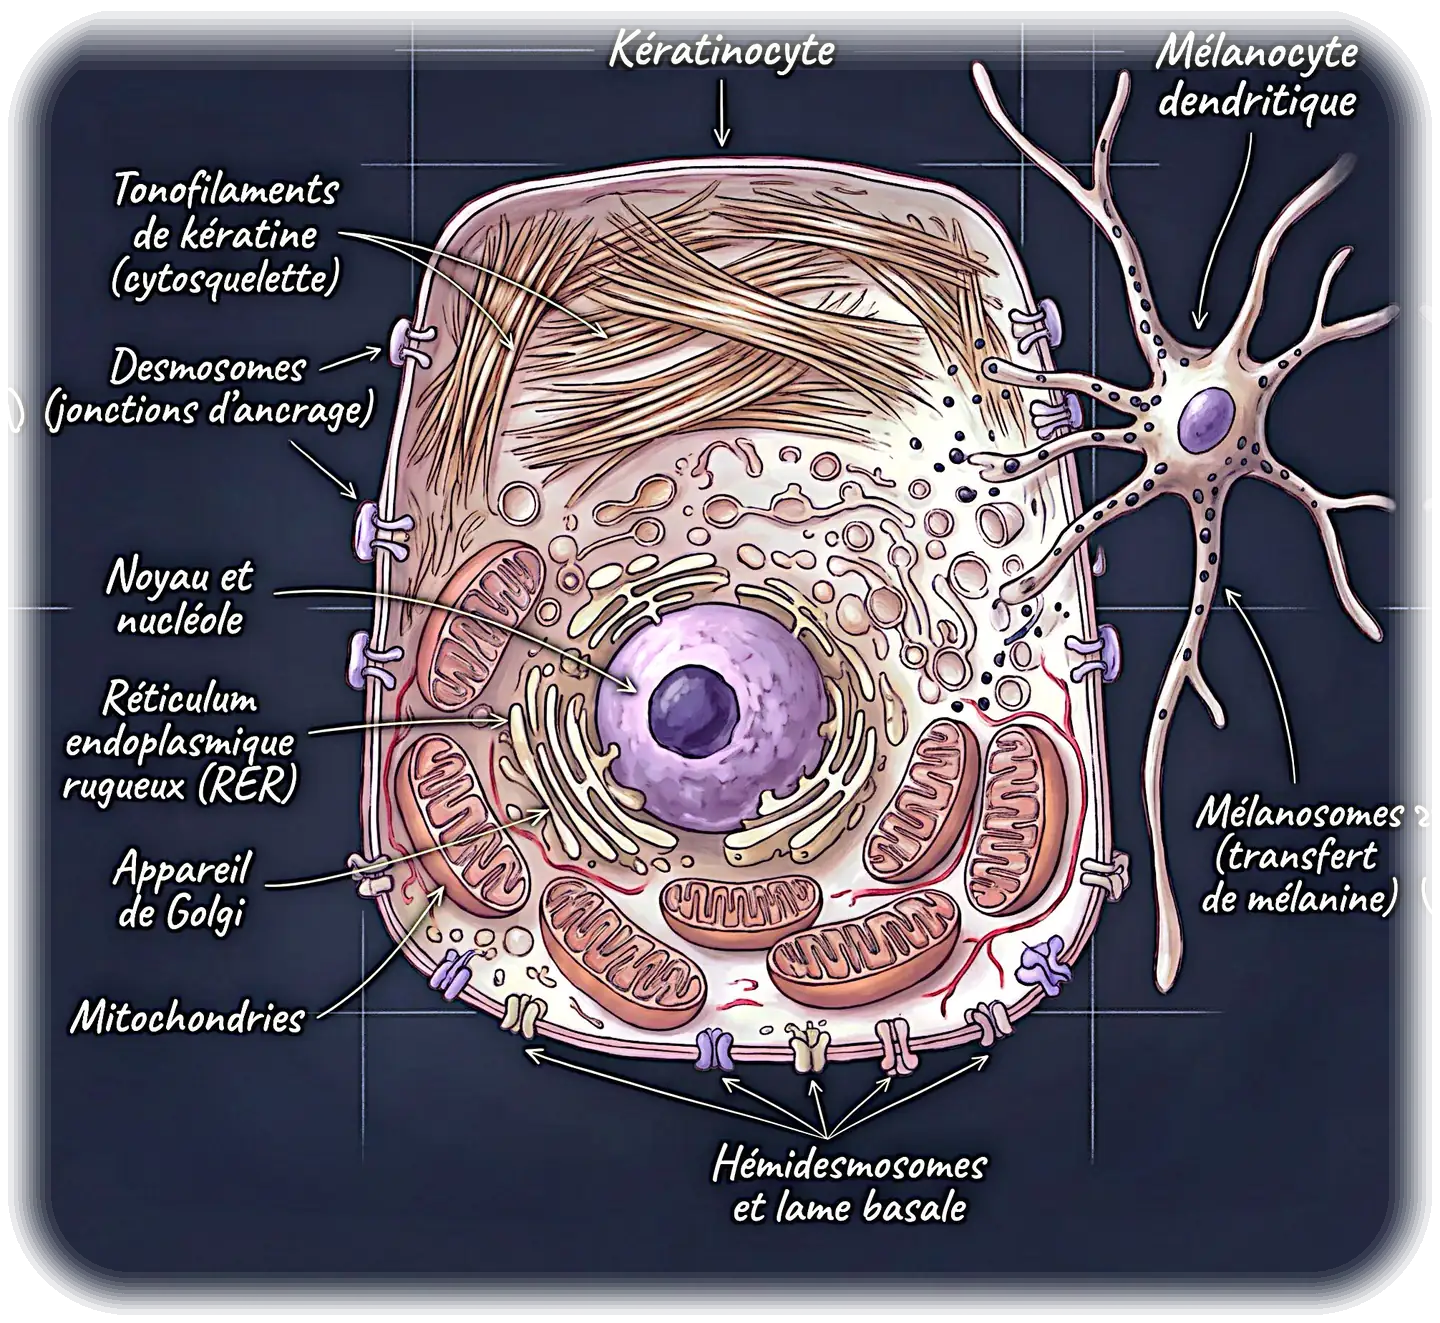 Kératinocyte
Mélanocyte
dendritique
Tonofilaments
de kératine
(cytosquelette)
Desmosomes
(jonctions d'ancrage)
Noyau et
nucléole
Réticulum
endoplasmique
rugueux (RER)
Appareil
de Golgi
Mitochondries
Mélanosomes
(transfert
de mélanine)
Hémidesmosomes
et lame basale